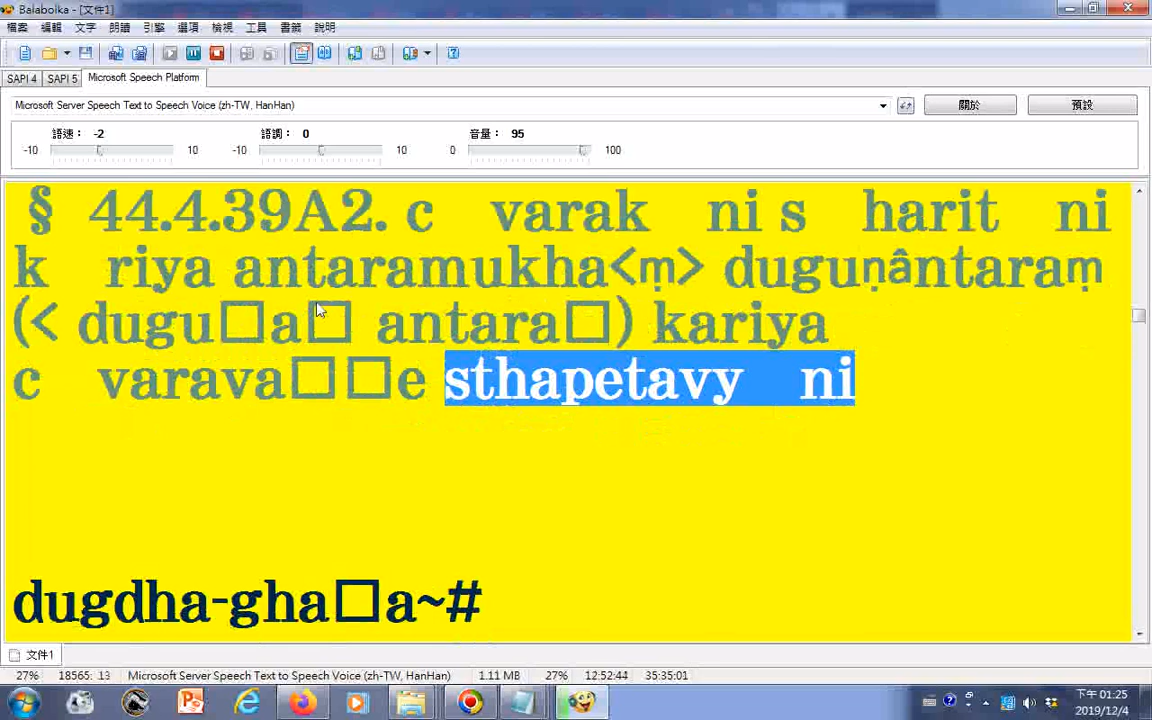 Balabolka - [文件1]
檔案 編輯 文字 朗讀 引擎 選項 檢視 工具 書籤 說明
SAPI 4 SAPI 5 Microsoft Speech Platform
Microsoft Server Speech Text to Speech Voice (zh-TW, HanHan) 關於 預設
語速： -2 語調： 0 音量： 95
-10 10 -10 10 0 100
§ 44.4.39A2. c varak ni s harit ni
k riya antaramukha<ṃ> duguṇântaraṃ
(< dugu□a□ antara□) kariya
c varava□□e sthapetavy ni
dugdha-gha□a~#
文件1
27% 18565: 13 Microsoft Server Speech Text to Speech Voice (zh-TW, HanHan) 1.11 MB 27% 12:52:44 35:35:01
下午 01:25
2019/12/4